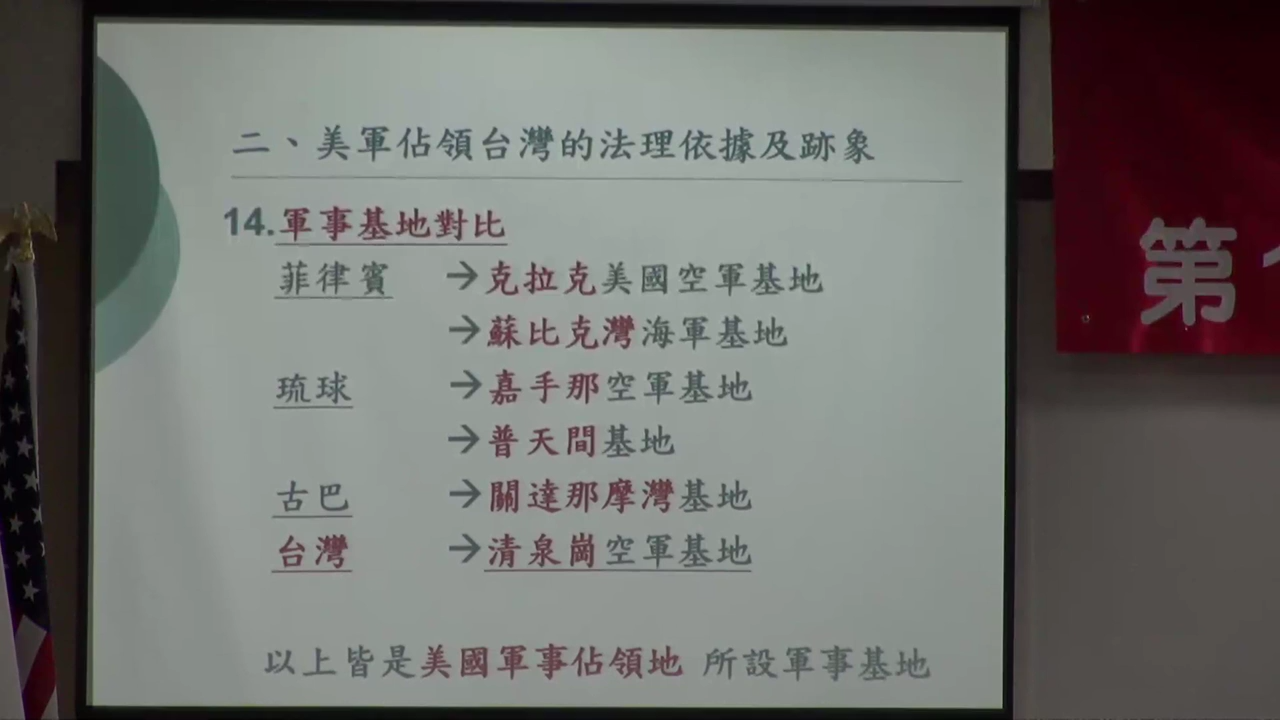 二、美軍佔領台灣的法理依據及跡象
14.軍事基地對比
菲律賓 →克拉克美國空軍基地
→蘇比克灣海軍基地
琉球 →嘉手那空軍基地
→普天間基地
古巴 →關達那摩灣基地
台灣 →清泉崗空軍基地
以上皆是美國軍事佔領地 所設軍事基地
第